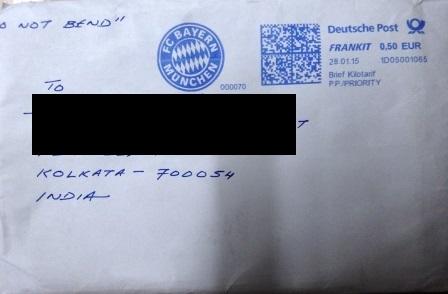 NOT BEND"
FC BAYERN
MÜNCHEN
000070
Deutsche Post
FRANKIT 0,50 EUR
28.01.15 1D05001065
Brief Kilotarif
P.P./PRIORITY
TO
KOLKATA - 700054
INDIA